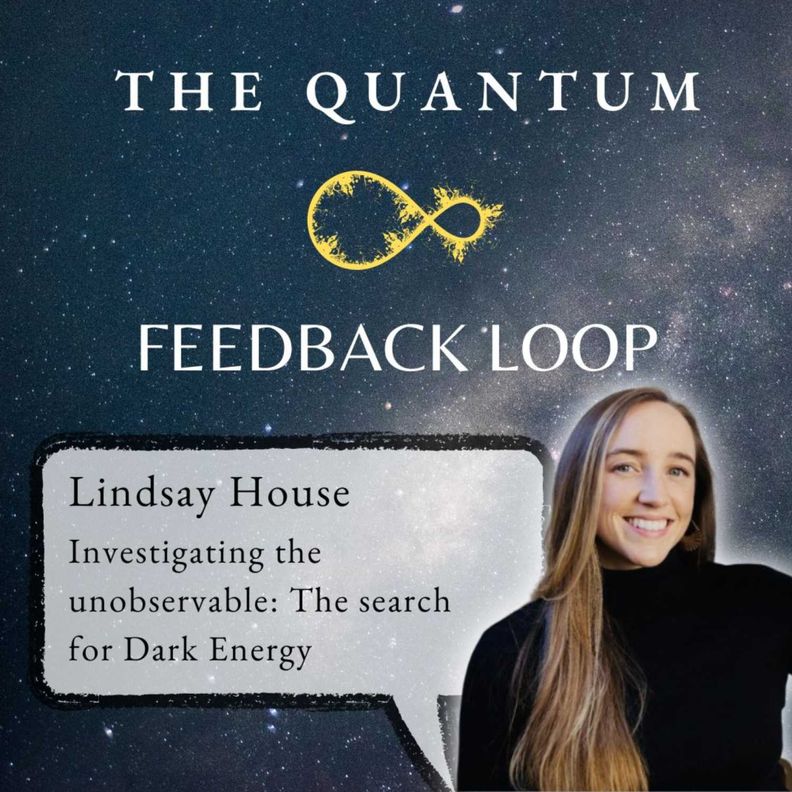 THE QUANTUM
FEEDBACK LOOP
Lindsay House
Investigating the
unobservable: The search
for Dark Energy